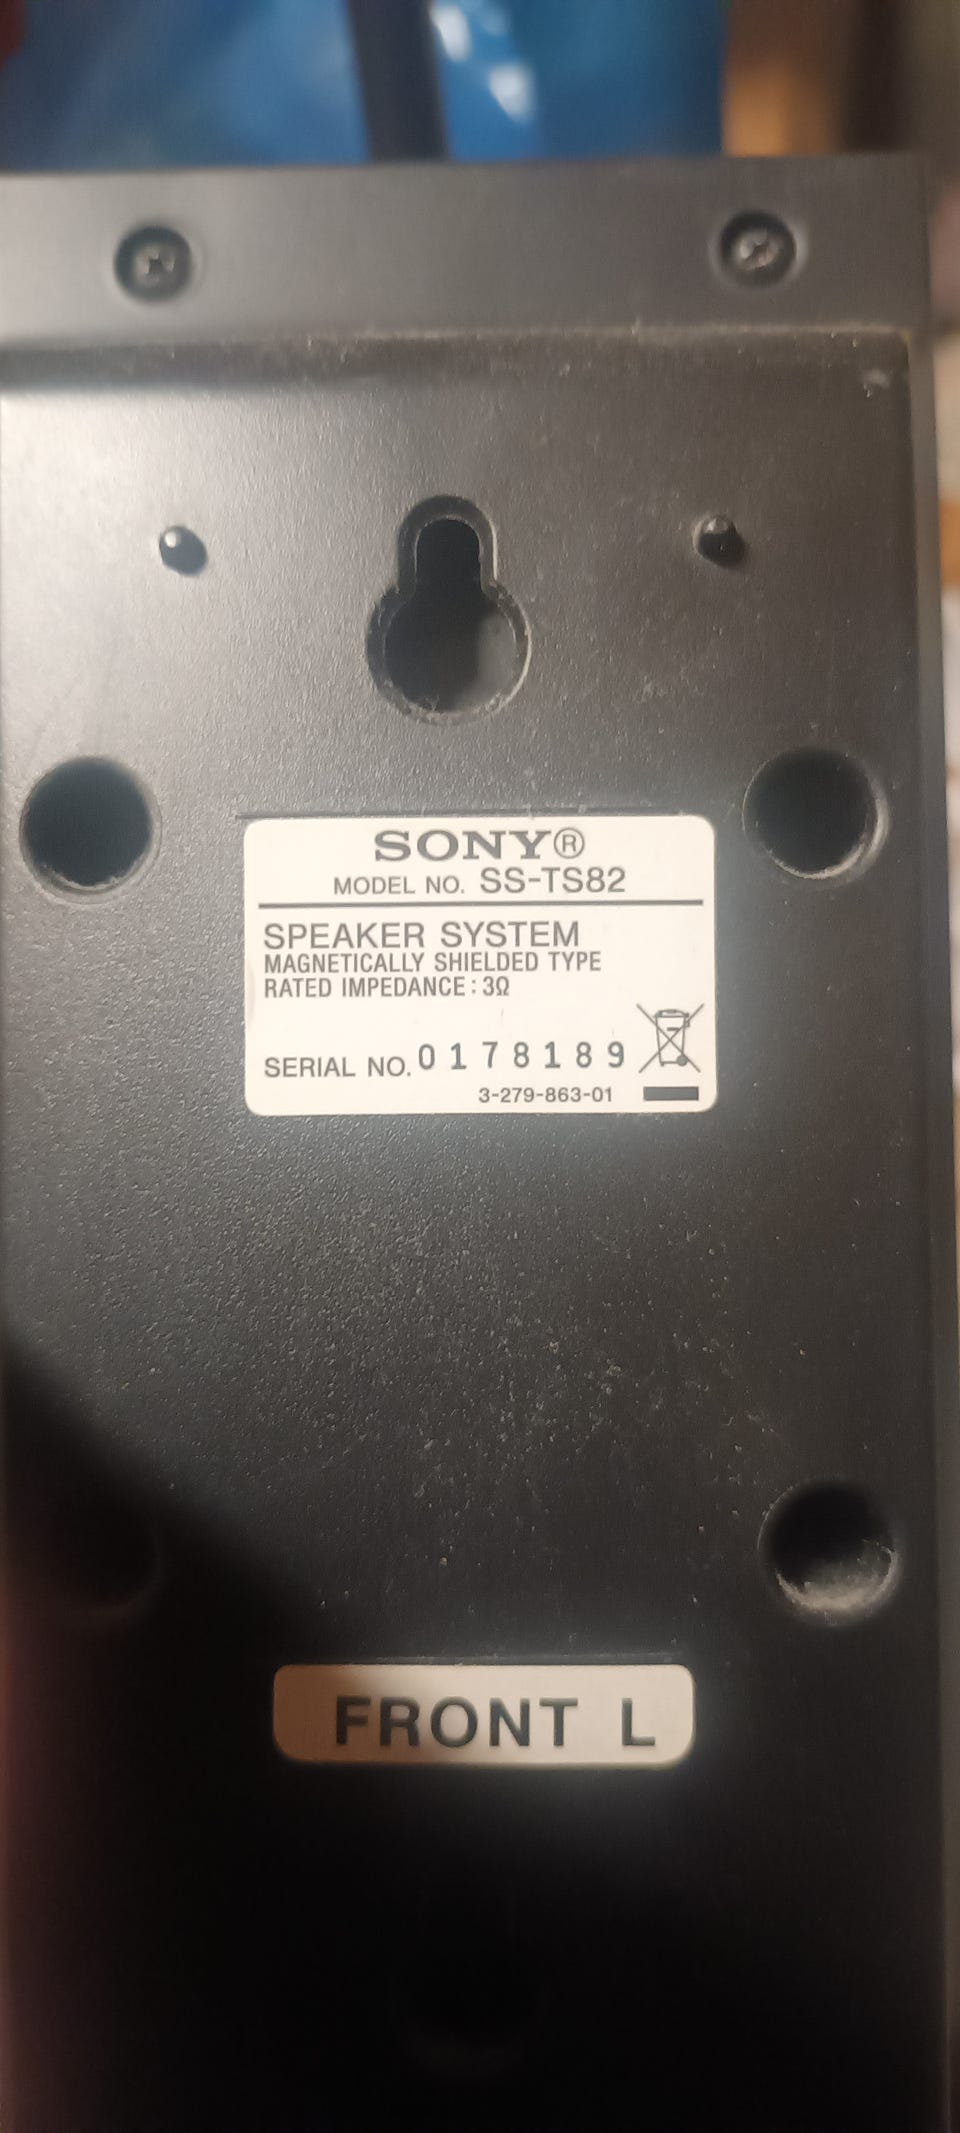 SONY®
MODEL NO. SS-TS82
SPEAKER SYSTEM
MAGNETICALLY SHIELDED TYPE
RATED IMPEDANCE : 3Ω
SERIAL NO. 0178189
3-279-863-01
FRONT L